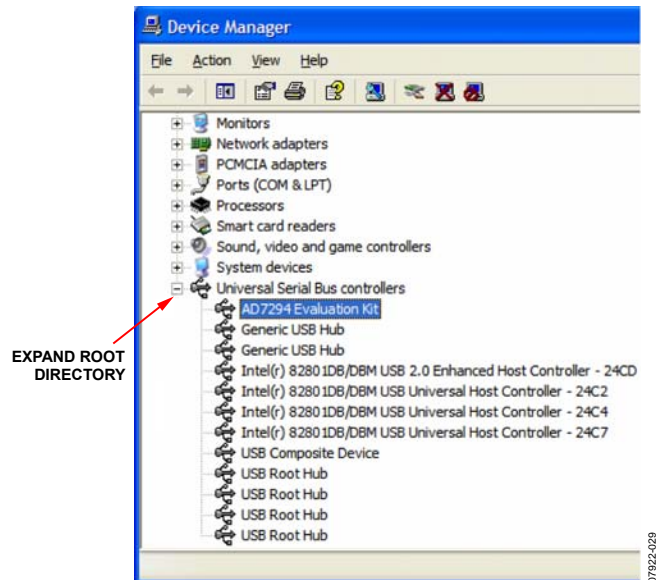 Device Manager
File Action View Help
Monitors
Network adapters
PCMCIA adapters
Ports (COM & LPT)
Processors
Smart card readers
Sound, video and game controllers
System devices
Universal Serial Bus controllers
AD7294 Evaluation Kit
Generic USB Hub
Generic USB Hub
Intel(r) 82801DB/DBM USB 2.0 Enhanced Host Controller - 24CD
Intel(r) 82801DB/DBM USB Universal Host Controller - 24C2
Intel(r) 82801DB/DBM USB Universal Host Controller - 24C4
Intel(r) 82801DB/DBM USB Universal Host Controller - 24C7
USB Composite Device
USB Root Hub
USB Root Hub
USB Root Hub
USB Root Hub
EXPAND ROOT
DIRECTORY
7922-029